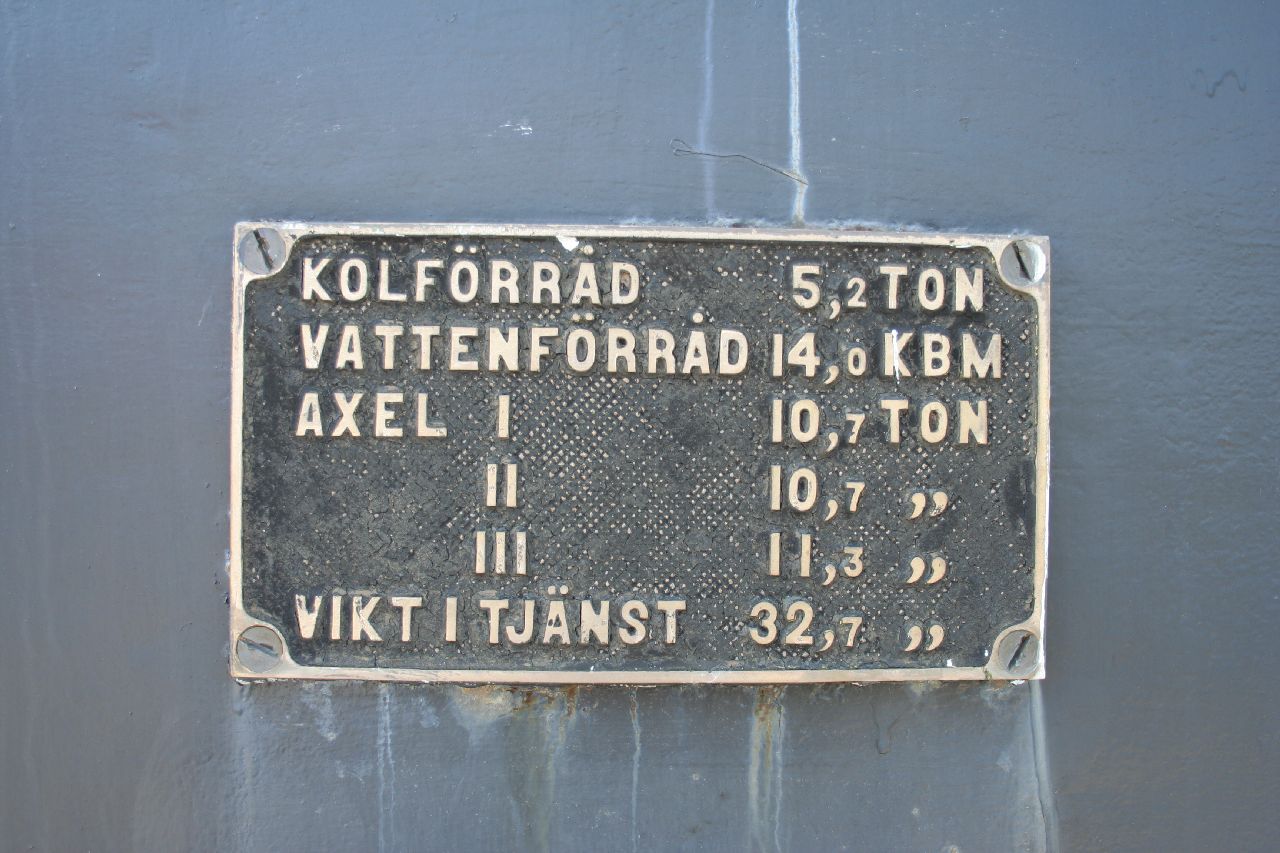 KOLFÖRRÄD 5,2 TON
VATTENFÖRRÅD 14,0 KBM
AXEL I 10,7 TON
II 10,7 „
III 11,3 „
VIKT I TJÄNST 32,7 „